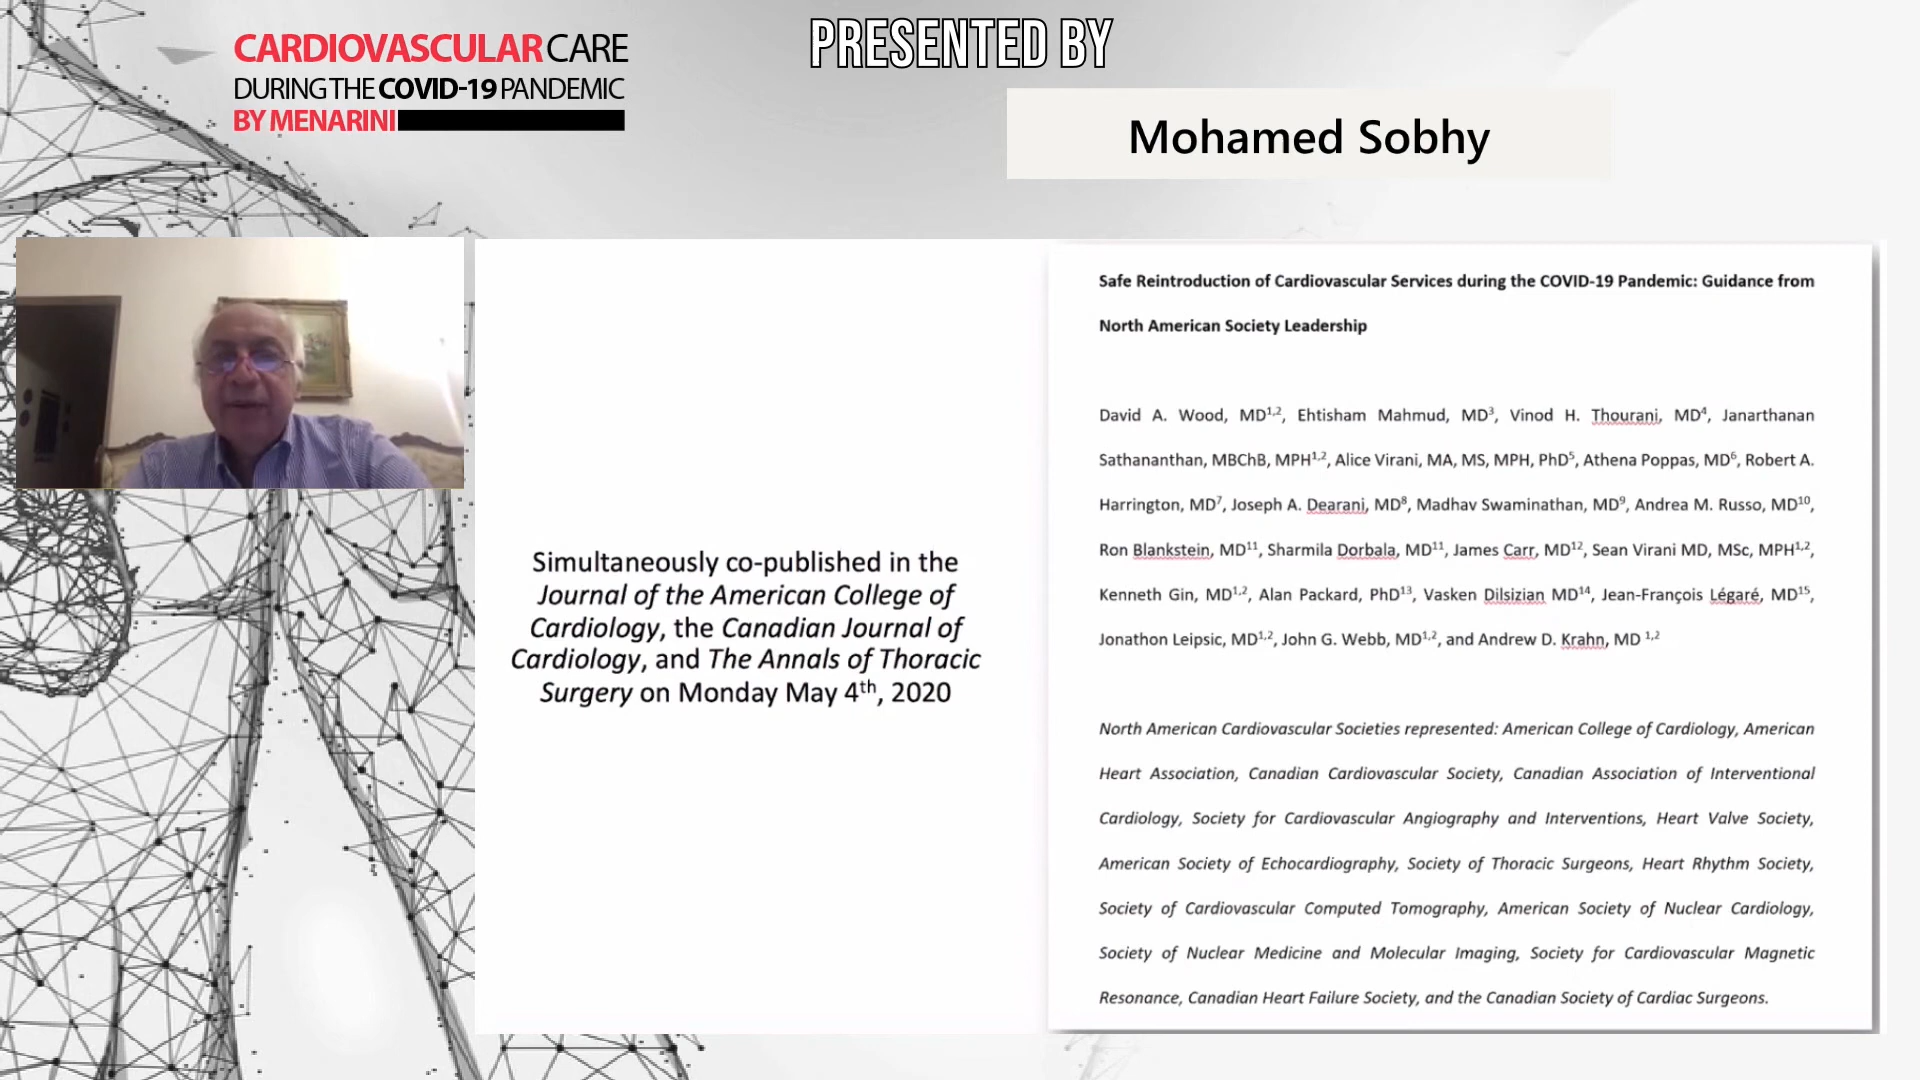 CARDIOVASCULAR CARE
DURING THE COVID-19 PANDEMIC
BY MENARINI
PRESENTED BY
Mohamed Sobhy
Simultaneously co-published in the
Journal of the American College of
Cardiology, the Canadian Journal of
Cardiology, and The Annals of Thoracic
Surgery on Monday May 4th, 2020
Safe Reintroduction of Cardiovascular Services during the COVID-19 Pandemic: Guidance from
North American Society Leadership
David A. Wood, MD1,2, Ehtisham Mahmud, MD3, Vinod H. Thourani, MD4, Janarthanan
Sathananthan, MBChB, MPH1,2, Alice Virani, MA, MS, MPH, PhD5, Athena Poppas, MD6, Robert A.
Harrington, MD7, Joseph A. Dearani, MD8, Madhav Swaminathan, MD9, Andrea M. Russo, MD10,
Ron Blankstein, MD11, Sharmila Dorbala, MD11, James Carr, MD12, Sean Virani MD, MSc, MPH1,2,
Kenneth Gin, MD1,2, Alan Packard, PhD13, Vasken Dilsizian MD14, Jean-François Légaré, MD15,
Jonathon Leipsic, MD1,2, John G. Webb, MD1,2, and Andrew D. Krahn, MD 1,2
North American Cardiovascular Societies represented: American College of Cardiology, American
Heart Association, Canadian Cardiovascular Society, Canadian Association of Interventional
Cardiology, Society for Cardiovascular Angiography and Interventions, Heart Valve Society,
American Society of Echocardiography, Society of Thoracic Surgeons, Heart Rhythm Society,
Society of Cardiovascular Computed Tomography, American Society of Nuclear Cardiology,
Society of Nuclear Medicine and Molecular Imaging, Society for Cardiovascular Magnetic
Resonance, Canadian Heart Failure Society, and the Canadian Society of Cardiac Surgeons.